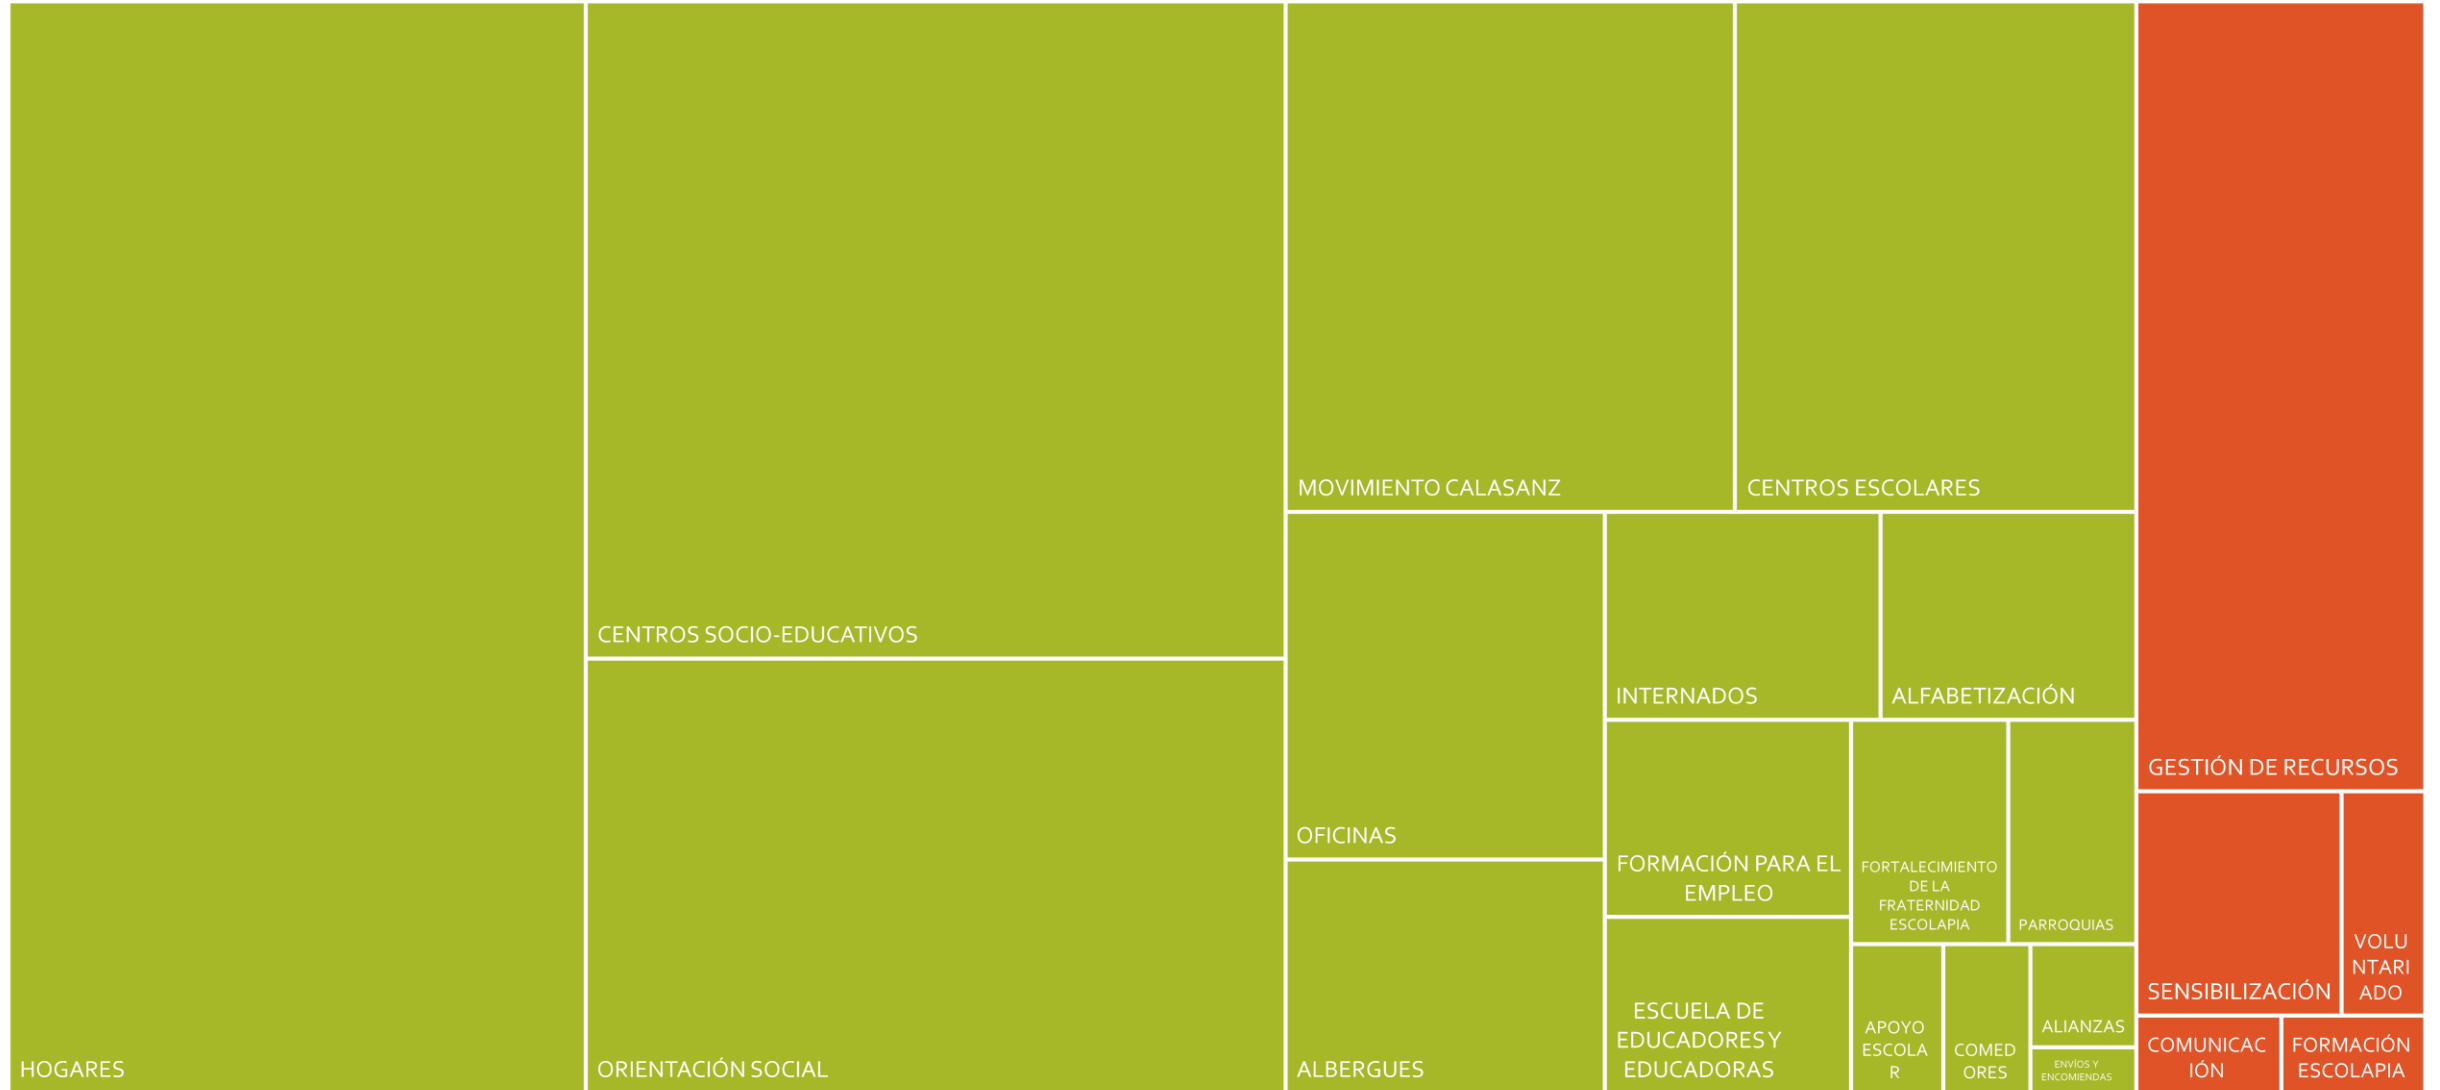 HOGARES
CENTROS SOCIO-EDUCATIVOS
ORIENTACIÓN SOCIAL
MOVIMIENTO CALASANZ
CENTROS ESCOLARES
OFICINAS
ALBERGUES
INTERNADOS
ALFABETIZACIÓN
FORMACIÓN PARA EL
EMPLEO
ESCUELA DE
EDUCADORES Y
EDUCADORAS
FORTALECIMIENTO
DE LA
FRATERNIDAD
ESCOLAPIA
PARROQUIAS
APOYO
ESCOLA
R
COMED
ORES
ALIANZAS
ENVÍOS Y
ENCOMIENDAS
GESTIÓN DE RECURSOS
SENSIBILIZACIÓN
VOLU
NTARI
ADO
COMUNICAC
IÓN
FORMACIÓN
ESCOLAPIA